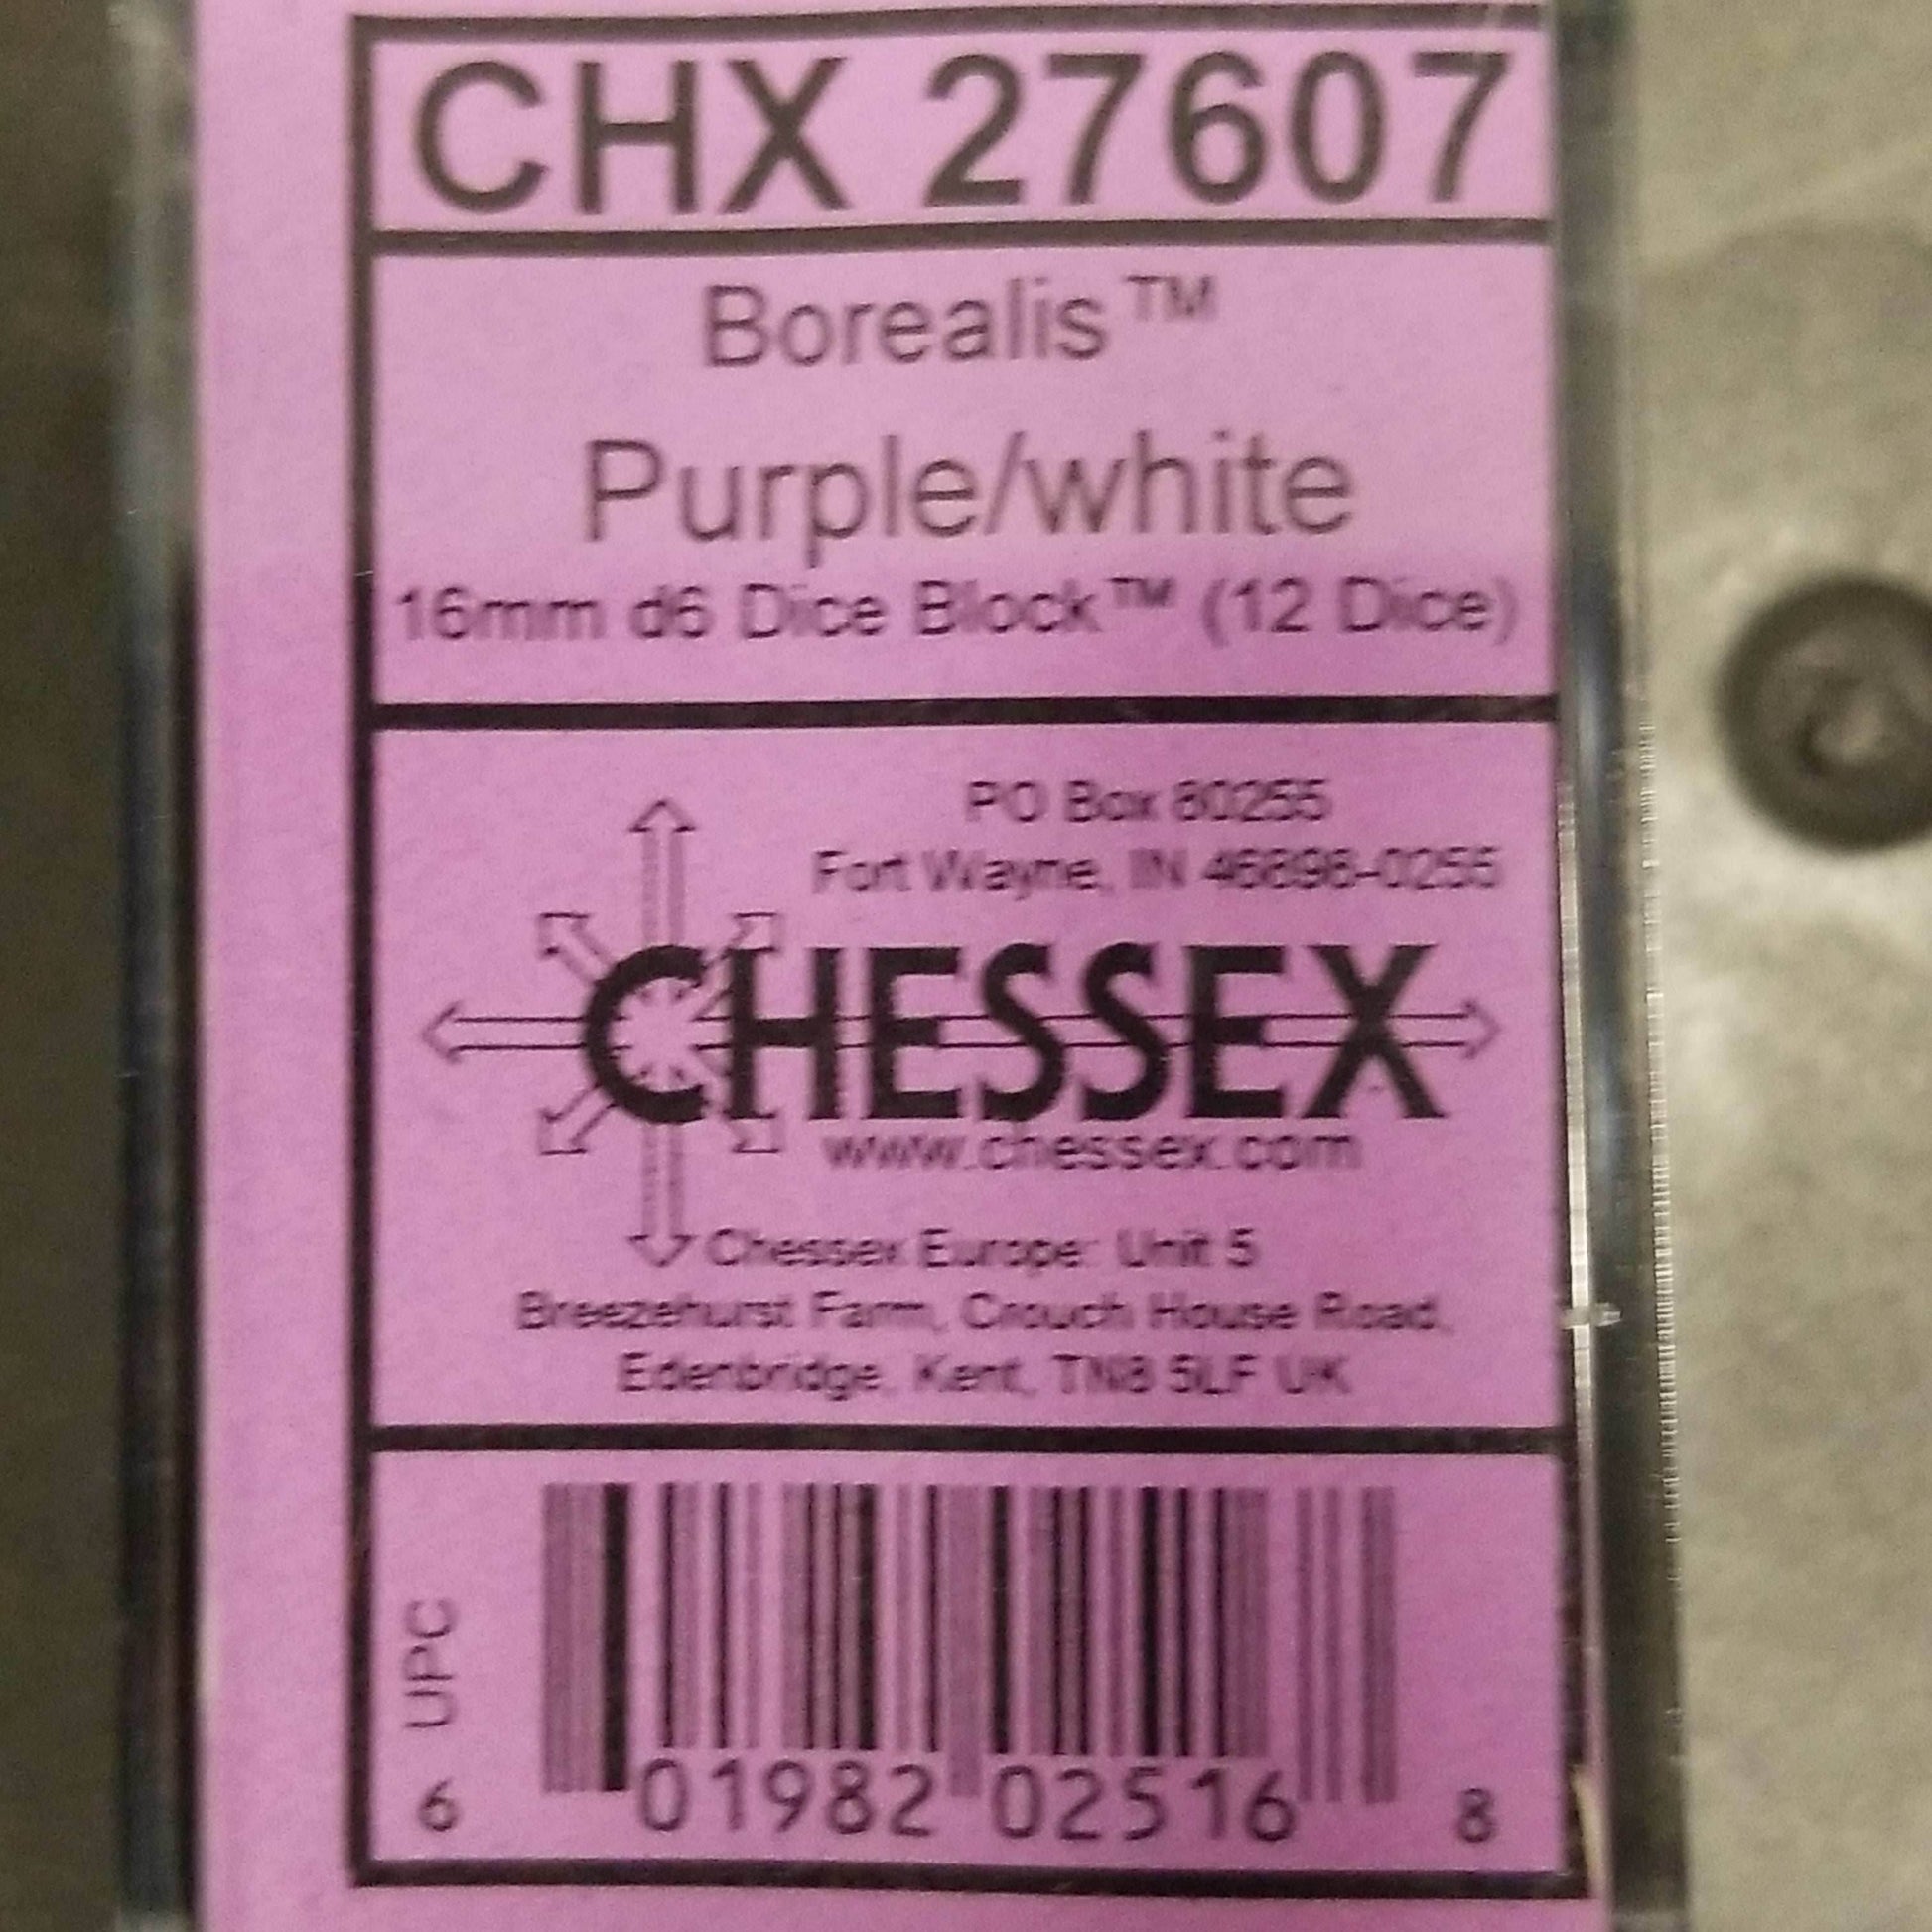 CHX 27607
Borealis™
Purple/white
16mm d6 Dice Block™ (12 Dice)
PO Box 80255
Fort Wayne, IN 46898-0255
CHESSEX
www.chessex.com
Chessex Europe: Unit 5
Breezehurst Farm, Crouch House Road,
Edenbridge, Kent, TN8 5LF UK
UPC
6 01982 02516 8